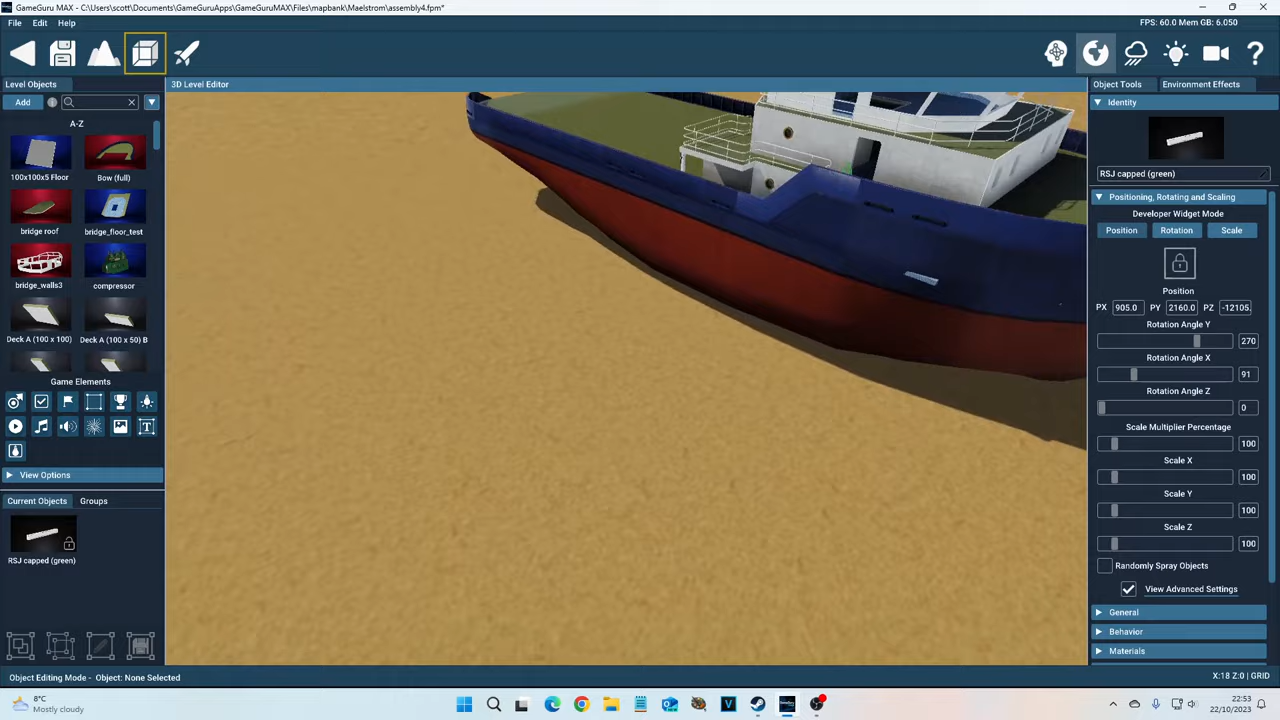 GameGuru MAX - C:\Users\scott\Documents\GameGuruApps\GameGuruMAX\Files\mapbank\Maelstrom\assembly4.fpm*
File Edit Help
FPS: 60.0 Mem GB: 6.050
Level Objects
3D Level Editor
Object Tools Environment Effects
Add
Identity
A-Z
100x100x5 Floor Bow (full)
RSJ capped (green)
Positioning, Rotating and Scaling
Developer Widget Mode
bridge roof bridge_floor_test
Position Rotation Scale
bridge_walls3 compressor
Position
PX 905.0 PY 2160.0 PZ -12105.
Rotation Angle Y
Deck A (100 x 100) Deck A (100 x 50) B
270
Rotation Angle X
91
Game Elements
Rotation Angle Z
0
Scale Multiplier Percentage
100
Scale X
100
View Options
Scale Y
Current Objects Groups
100
Scale Z
100
RSJ capped (green)
Randomly Spray Objects
View Advanced Settings
General
Behavior
Materials
Object Editing Mode - Object: None Selected
X:18 Z:0 | GRID
8°C
Mostly cloudy
22:53
22/10/2023